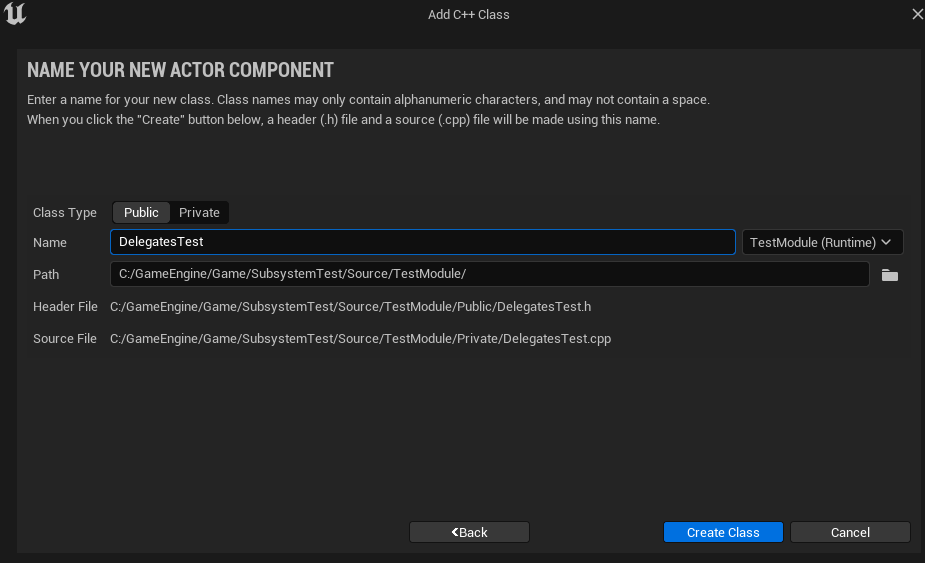 Add C++ Class
NAME YOUR NEW ACTOR COMPONENT
Enter a name for your new class. Class names may only contain alphanumeric characters, and may not contain a space.
When you click the "Create" button below, a header (.h) file and a source (.cpp) file will be made using this name.
Class Type Public Private
Name DelegatesTest TestModule (Runtime)
Path C:/GameEngine/Game/SubsystemTest/Source/TestModule/
Header File C:/GameEngine/Game/SubsystemTest/Source/TestModule/Public/DelegatesTest.h
Source File C:/GameEngine/Game/SubsystemTest/Source/TestModule/Private/DelegatesTest.cpp
Back Create Class Cancel